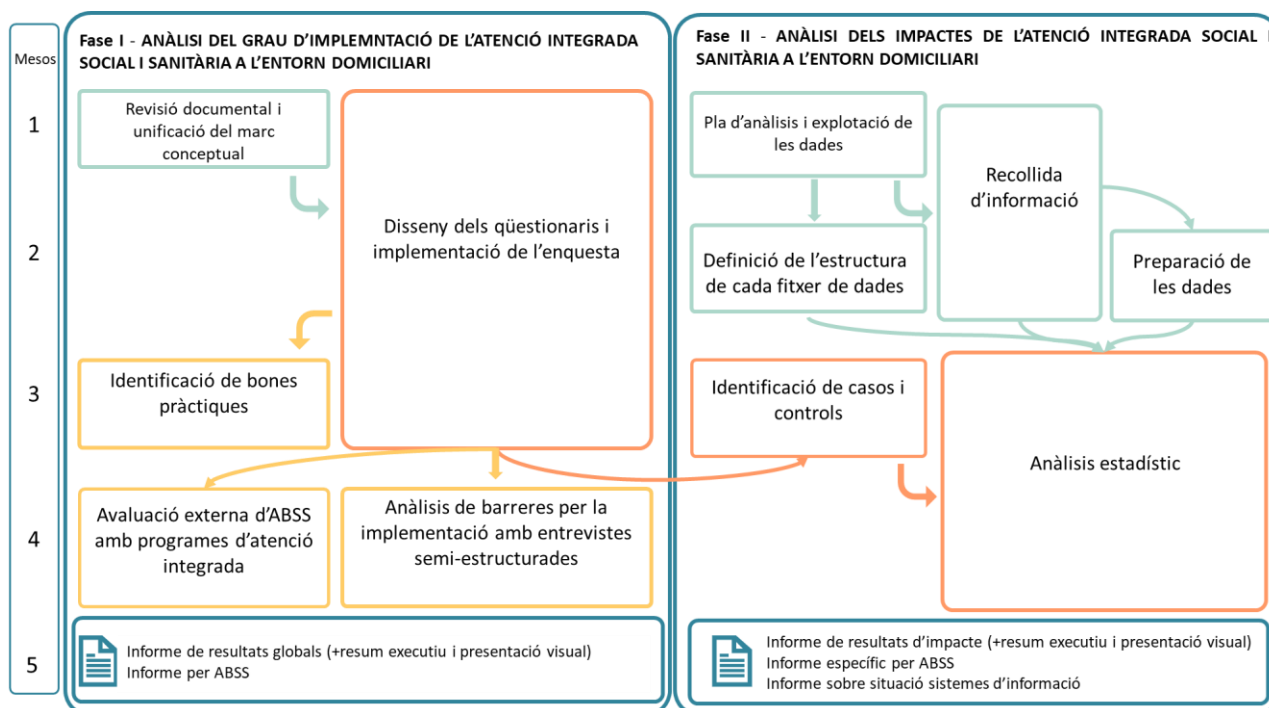 Mesos
1
2
3
4
5
Fase I - ANÀLISI DEL GRAU D'IMPLEMNTACIÓ DE L'ATENCIÓ INTEGRADA
SOCIAL I SANITÀRIA A L'ENTORN DOMICILIARI
Revisió documental i
unificació del marc
conceptual
Disseny dels qüestionaris i
implementació de l'enquesta
Identificació de bones
pràctiques
Avaluació externa d'ABSS
amb programes d'atenció
integrada
Anàlisis de barreres per la
implementació amb entrevistes
semi-estructurades
Informe de resultats globals (+resum executiu i presentació visual)
Informe per ABSS
Fase II - ANÀLISI DELS IMPACTES DE L'ATENCIÓ INTEGRADA SOCIAL I
SANITÀRIA A L'ENTORN DOMICILIARI
Pla d'anàlisi i explotació de
les dades
Recollida
d'informació
Definició de l'estructura
de cada fitxer de dades
Preparació de
les dades
Identificació de casos i
controls
Anàlisis estadístic
Informe de resultats d'impacte (+resum executiu i presentació visual)
Informe específic per ABSS
Informe sobre situació sistemes d'informació